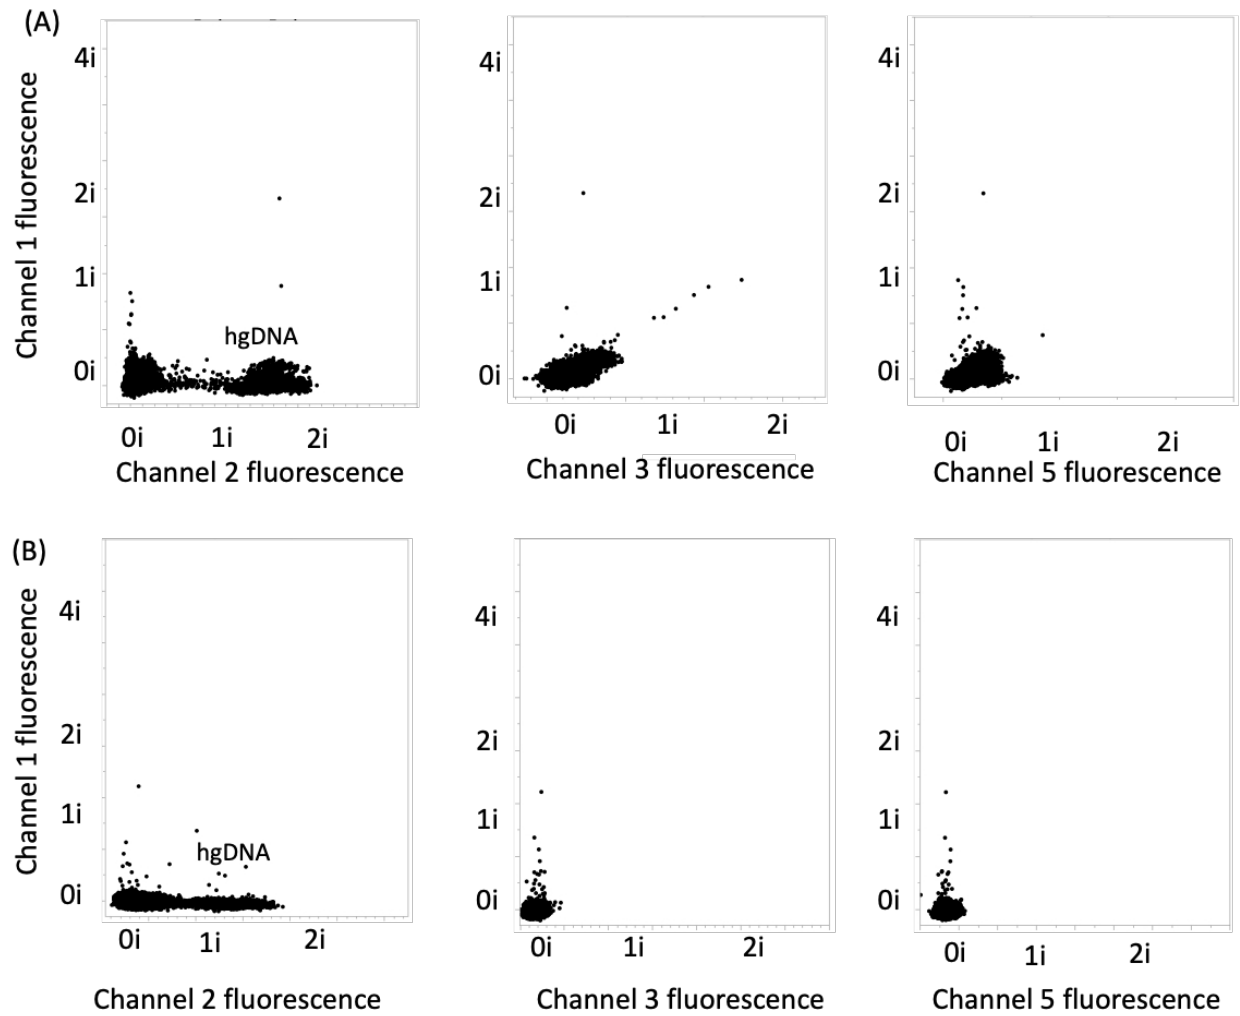 (A)
Channel 1 fluorescence
4i
2i
1i
0i
hgDNA
0i 1i 2i
Channel 2 fluorescence
4i
2i
1i
0i
0i 1i 2i
Channel 3 fluorescence
4i
2i
1i
0i
0i 1i 2i
Channel 5 fluorescence
(B)
Channel 1 fluorescence
4i
2i
1i
0i
hgDNA
0i 1i 2i
Channel 2 fluorescence
4i
2i
1i
0i
0i 1i 2i
Channel 3 fluorescence
4i
2i
1i
0i
0i 1i 2i
Channel 5 fluorescence